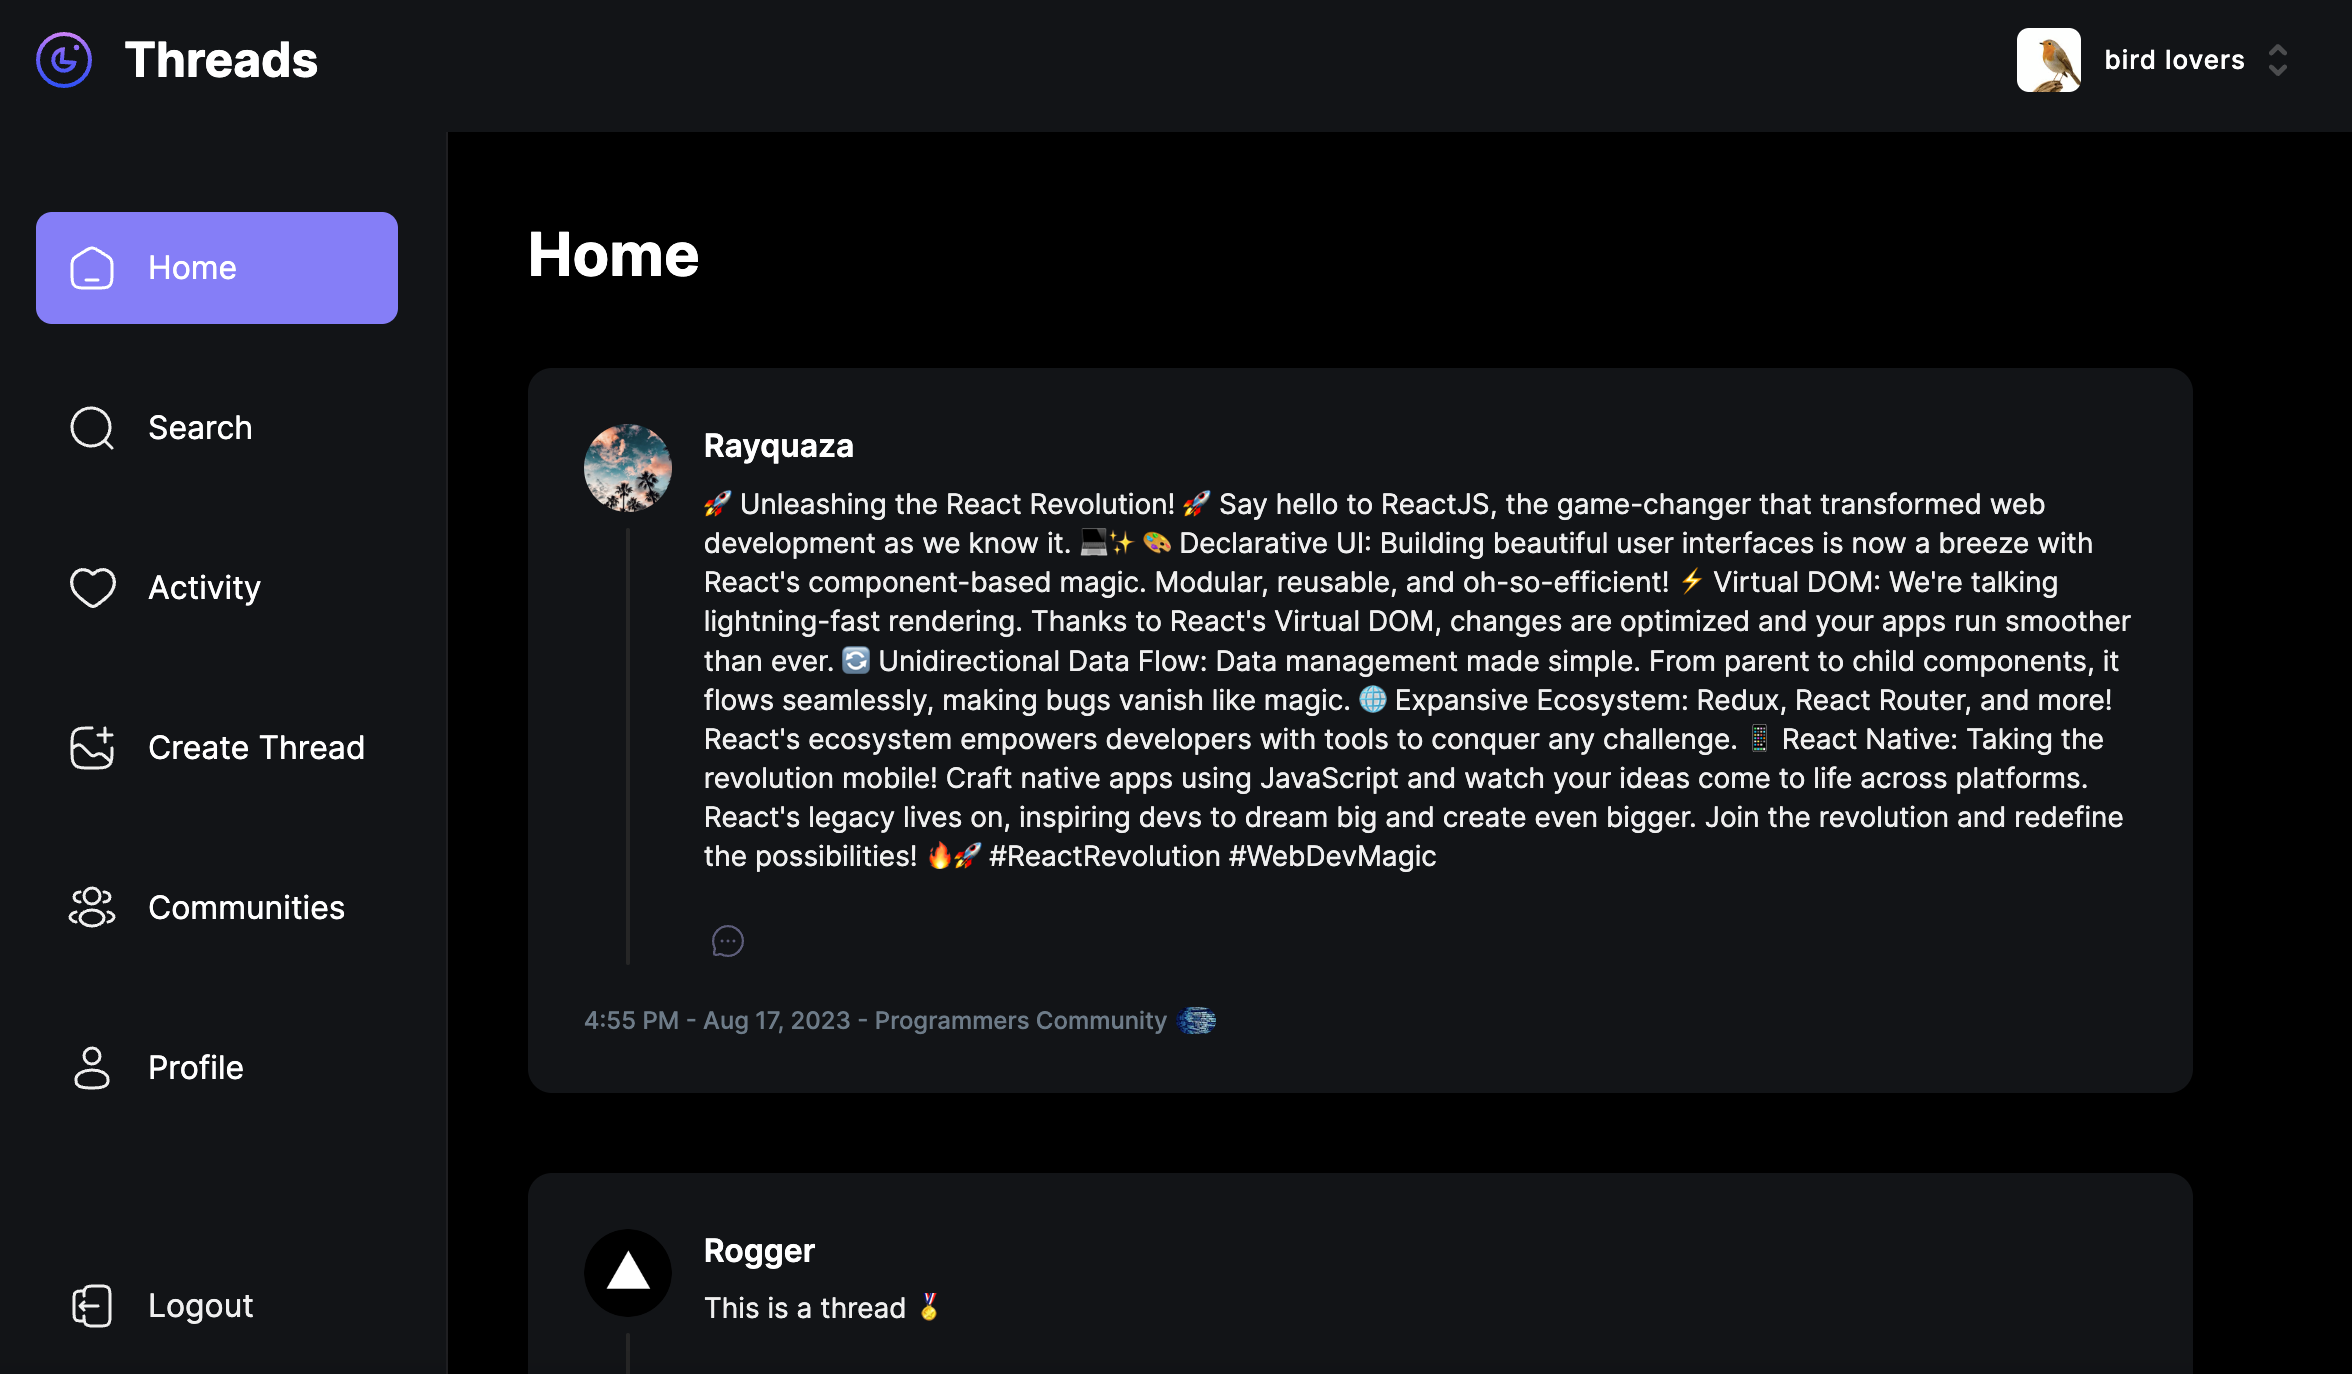 Threads
bird lovers
Home
Search
Activity
Create Thread
Communities
Profile
Logout
Home
Rayquaza
🚀 Unleashing the React Revolution! 🚀 Say hello to ReactJS, the game-changer that transformed web
development as we know it. 💻✨ 🎨 Declarative UI: Building beautiful user interfaces is now a breeze with
React's component-based magic. Modular, reusable, and oh-so-efficient! ⚡ Virtual DOM: We're talking
lightning-fast rendering. Thanks to React's Virtual DOM, changes are optimized and your apps run smoother
than ever. 🔄 Unidirectional Data Flow: Data management made simple. From parent to child components, it
flows seamlessly, making bugs vanish like magic. 🌐 Expansive Ecosystem: Redux, React Router, and more!
React's ecosystem empowers developers with tools to conquer any challenge. 📱 React Native: Taking the
revolution mobile! Craft native apps using JavaScript and watch your ideas come to life across platforms.
React's legacy lives on, inspiring devs to dream big and create even bigger. Join the revolution and redefine
the possibilities! 🔥🚀 #ReactRevolution #WebDevMagic
4:55 PM - Aug 17, 2023 - Programmers Community
Rogger
This is a thread 🏅